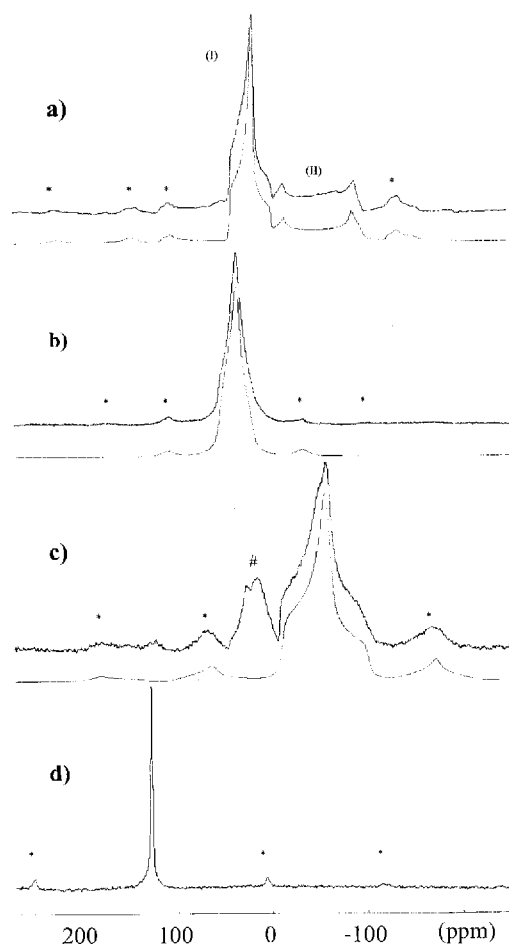 (I)
a)
(II)
* * * *
b)
* * * *
c)
#
* * *
d)
* * *
200 100 0 -100 (ppm)